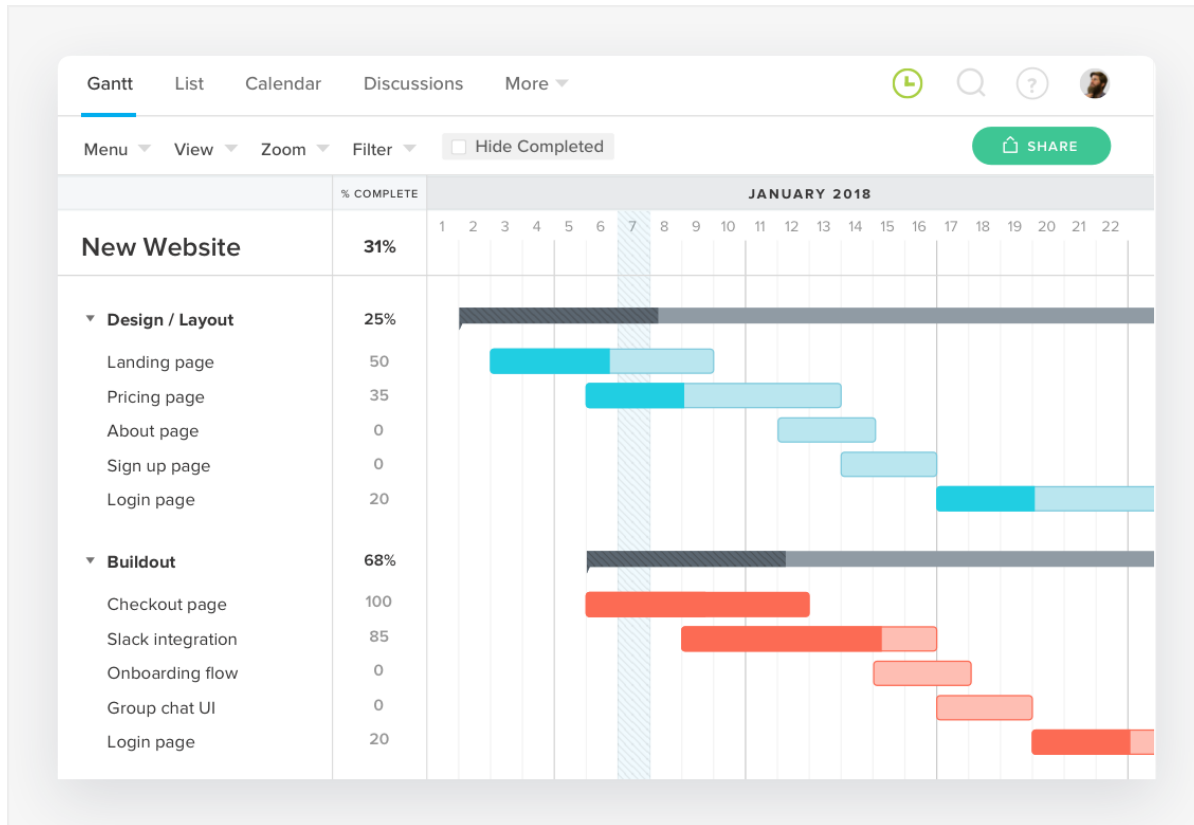 Gantt List Calendar Discussions More ?
Menu View Zoom Filter Hide Completed SHARE
% COMPLETE JANUARY 2018
1 2 3 4 5 6 7 8 9 10 11 12 13 14 15 16 17 18 19 20 21 22
New Website 31%
Design / Layout 25%
Landing page 50
Pricing page 35
About page 0
Sign up page 0
Login page 20
Buildout 68%
Checkout page 100
Slack integration 85
Onboarding flow 0
Group chat UI 0
Login page 20